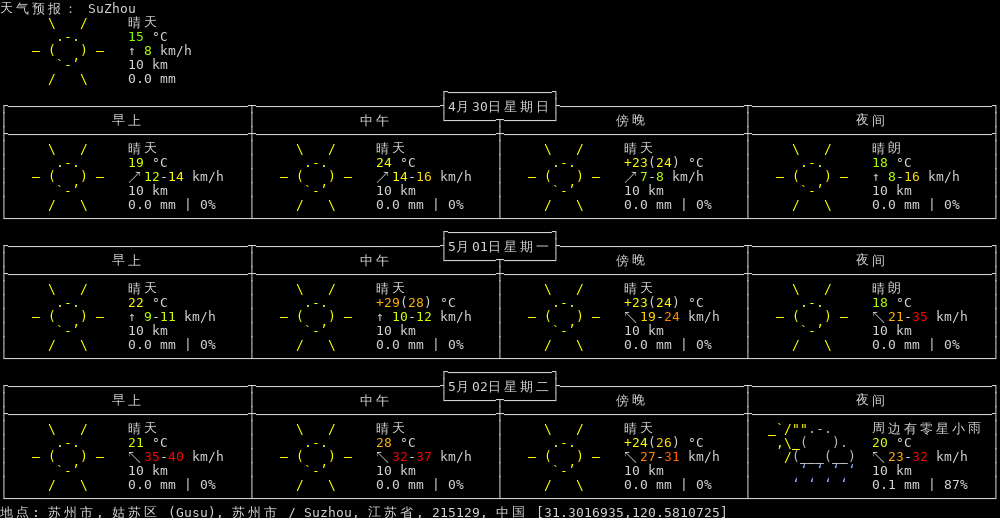 天气预报: SuZhou
晴天
15 °C
↑ 8 km/h
10 km
0.0 mm
4月30日星期日
早上 中午 傍晚 夜间
晴天 晴天 晴天 晴朗
19 °C 24 °C +23(24) °C 18 °C
↗12-14 km/h ↗14-16 km/h ↗7-8 km/h ↑ 8-16 km/h
10 km 10 km 10 km 10 km
0.0 mm | 0% 0.0 mm | 0% 0.0 mm | 0% 0.0 mm | 0%
5月01日星期一
早上 中午 傍晚 夜间
晴天 晴天 晴天 晴朗
22 °C +29(28) °C +23(24) °C 18 °C
↑ 9-11 km/h ↑ 10-12 km/h ↖19-24 km/h ↖21-35 km/h
10 km 10 km 10 km 10 km
0.0 mm | 0% 0.0 mm | 0% 0.0 mm | 0% 0.0 mm | 0%
5月02日星期二
早上 中午 傍晚 夜间
晴天 晴天 晴天 周边有零星小雨
21 °C 28 °C +24(26) °C 20 °C
↖35-40 km/h ↖32-37 km/h ↖27-31 km/h ↖23-32 km/h
10 km 10 km 10 km 10 km
0.0 mm | 0% 0.0 mm | 0% 0.0 mm | 0% 0.1 mm | 87%
地点: 苏州市, 姑苏区 (Gusu), 苏州市 / Suzhou, 江苏省, 215129, 中国 [31.3016935,120.5810725]